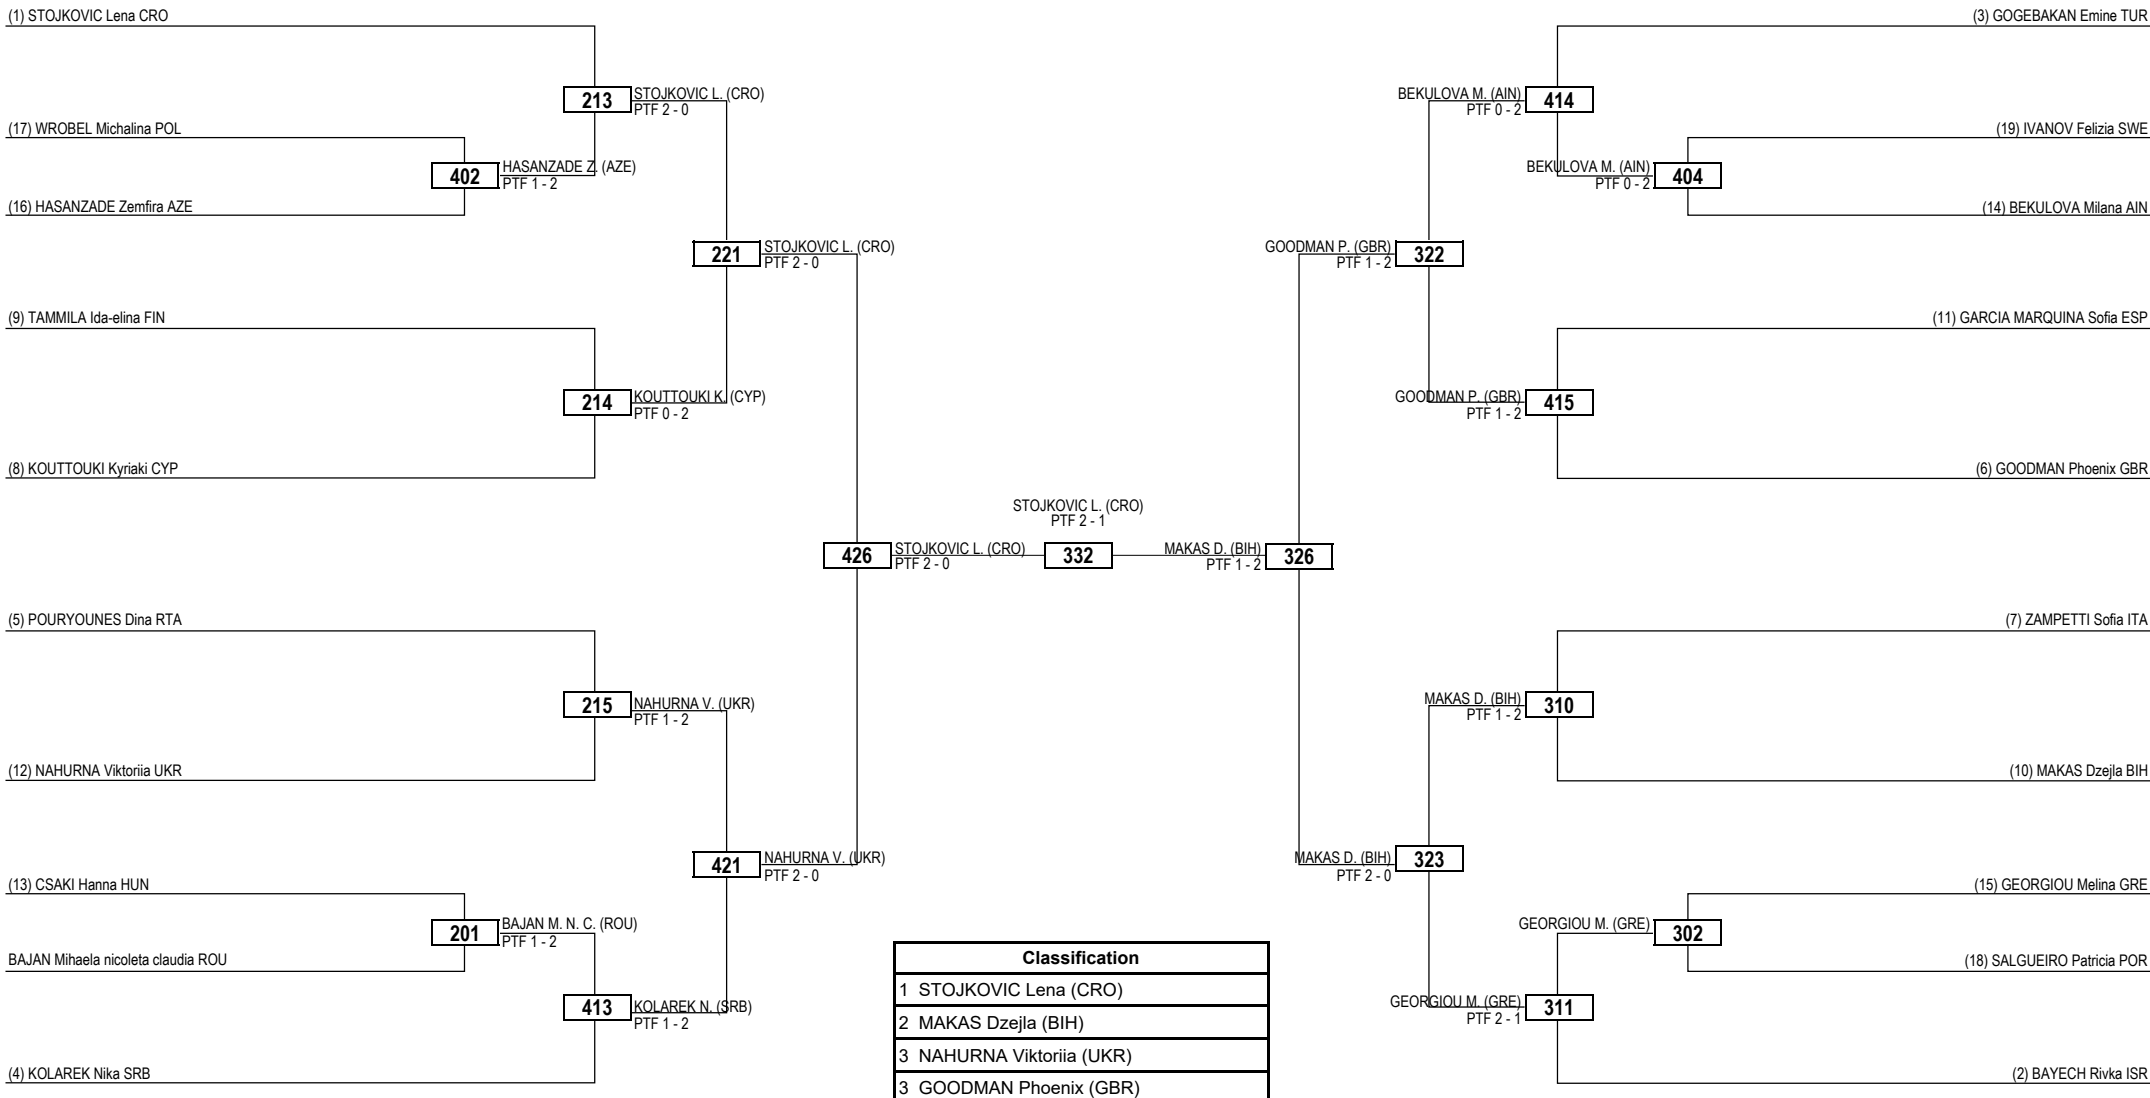 (1) STOJKOVIC Lena CRO
213
STOJKOVIC L. (CRO)
PTF 2 - 0
(17) WROBEL Michalina POL
402
HASANZADE Z. (AZE)
PTF 1 - 2
(16) HASANZADE Zemfira AZE
221
STOJKOVIC L. (CRO)
PTF 2 - 0
(9) TAMMILA Ida-elina FIN
214
KOUTTOUKI K. (CYP)
PTF 0 - 2
(8) KOUTTOUKI Kyriaki CYP
426
STOJKOVIC L. (CRO)
PTF 2 - 0
(5) POURYOUNES Dina RTA
215
NAHURNA V. (UKR)
PTF 1 - 2
(12) NAHURNA Viktoriia UKR
421
NAHURNA V. (UKR)
PTF 2 - 0
(13) CSAKI Hanna HUN
201
BAJAN M. N. C. (ROU)
PTF 1 - 2
BAJAN Mihaela nicoleta claudia ROU
413
KOLAREK N. (SRB)
PTF 1 - 2
(4) KOLAREK Nika SRB
STOJKOVIC L. (CRO)
PTF 2 - 1
332
(3) GOGEBAKAN Emine TUR
BEKULOVA M. (AIN)
PTF 0 - 2
414
(19) IVANOV Felizia SWE
BEKULOVA M. (AIN)
PTF 0 - 2
404
(14) BEKULOVA Milana AIN
GOODMAN P. (GBR)
PTF 1 - 2
322
(11) GARCIA MARQUINA Sofia ESP
GOODMAN P. (GBR)
PTF 1 - 2
415
(6) GOODMAN Phoenix GBR
MAKAS D. (BIH)
PTF 1 - 2
326
(7) ZAMPETTI Sofia ITA
MAKAS D. (BIH)
PTF 1 - 2
310
(10) MAKAS Dzejla BIH
MAKAS D. (BIH)
PTF 2 - 0
323
(15) GEORGIOU Melina GRE
GEORGIOU M. (GRE)
302
(18) SALGUEIRO Patricia POR
GEORGIOU M. (GRE)
PTF 2 - 1
311
(2) BAYECH Rivka ISR
Classification
1 STOJKOVIC Lena (CRO)
2 MAKAS Dzejla (BIH)
3 NAHURNA Viktoriia (UKR)
3 GOODMAN Phoenix (GBR)